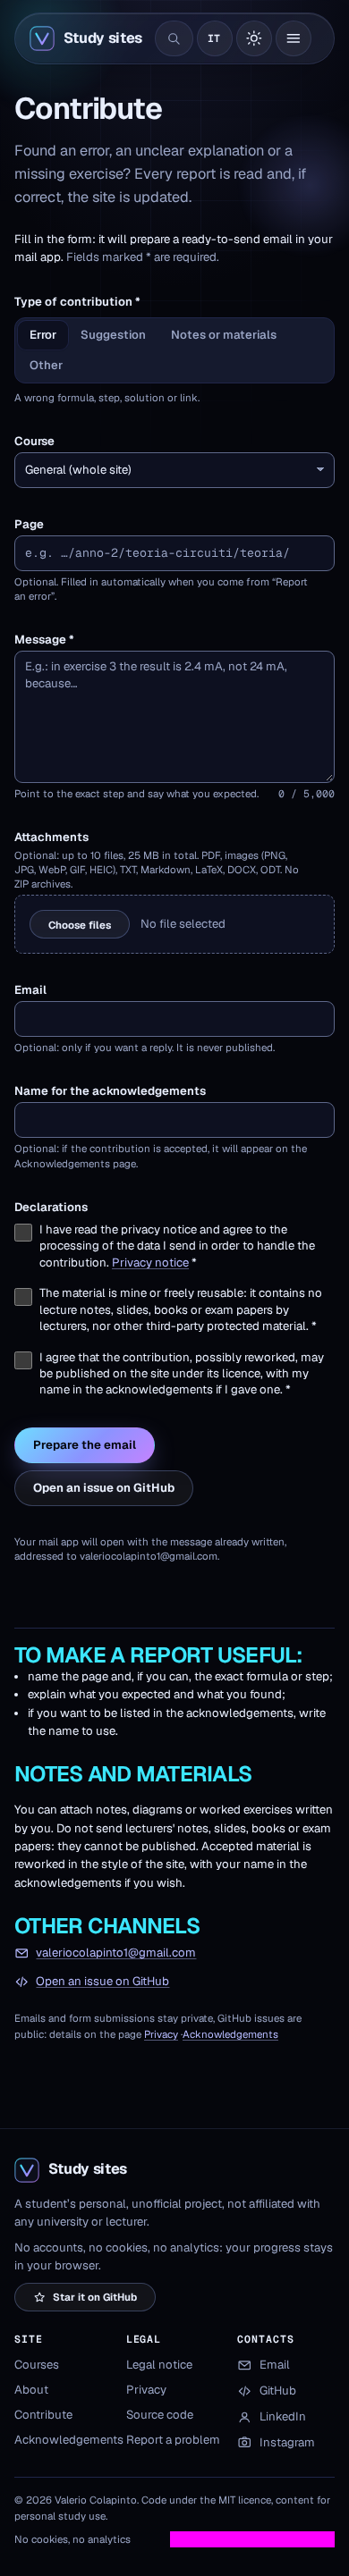 Study sites
IT
Contribute
Found an error, an unclear explanation or a
missing exercise? Every report is read and, if
correct, the site is updated.
Fill in the form: it will prepare a ready-to-send email in your
mail app. Fields marked * are required.
Type of contribution *
Error Suggestion Notes or materials
Other
A wrong formula, step, solution or link.
Course
General (whole site)
Page
e.g. …/anno-2/teoria-circuiti/teoria/
Optional. Filled in automatically when you come from “Report
an error”.
Message *
E.g.: in exercise 3 the result is 2.4 mA, not 24 mA,
because…
Point to the exact step and say what you expected. 0 / 5,000
Attachments
Optional: up to 10 files, 25 MB in total. PDF, images (PNG,
JPG, WebP, GIF, HEIC), TXT, Markdown, LaTeX, DOCX, ODT. No
ZIP archives.
Choose files No file selected
Email
Optional: only if you want a reply. It is never published.
Name for the acknowledgements
Optional: if the contribution is accepted, it will appear on the
Acknowledgements page.
Declarations
I have read the privacy notice and agree to the
processing of the data I send in order to handle the
contribution. Privacy notice *
The material is mine or freely reusable: it contains no
lecture notes, slides, books or exam papers by
lecturers, nor other third-party protected material. *
I agree that the contribution, possibly reworked, may
be published on the site under its licence, with my
name in the acknowledgements if I gave one. *
Prepare the email
Open an issue on GitHub
Your mail app will open with the message already written,
addressed to valeriocolapinto1@gmail.com.
TO MAKE A REPORT USEFUL:
• name the page and, if you can, the exact formula or step;
• explain what you expected and what you found;
• if you want to be listed in the acknowledgements, write
the name to use.
NOTES AND MATERIALS
You can attach notes, diagrams or worked exercises written
by you. Do not send lecturers' notes, slides, books or exam
papers: they cannot be published. Accepted material is
reworked in the style of the site, with your name in the
acknowledgements if you wish.
OTHER CHANNELS
valeriocolapinto1@gmail.com
Open an issue on GitHub
Emails and form submissions stay private, GitHub issues are
public: details on the page Privacy · Acknowledgements
Study sites
A student's personal, unofficial project, not affiliated with
any university or lecturer.
No accounts, no cookies, no analytics: your progress stays
in your browser.
Star it on GitHub
SITE LEGAL CONTACTS
Courses Legal notice Email
About Privacy GitHub
Contribute Source code LinkedIn
Acknowledgements Report a problem Instagram
© 2026 Valerio Colapinto. Code under the MIT licence, content for
personal study use.
No cookies, no analytics